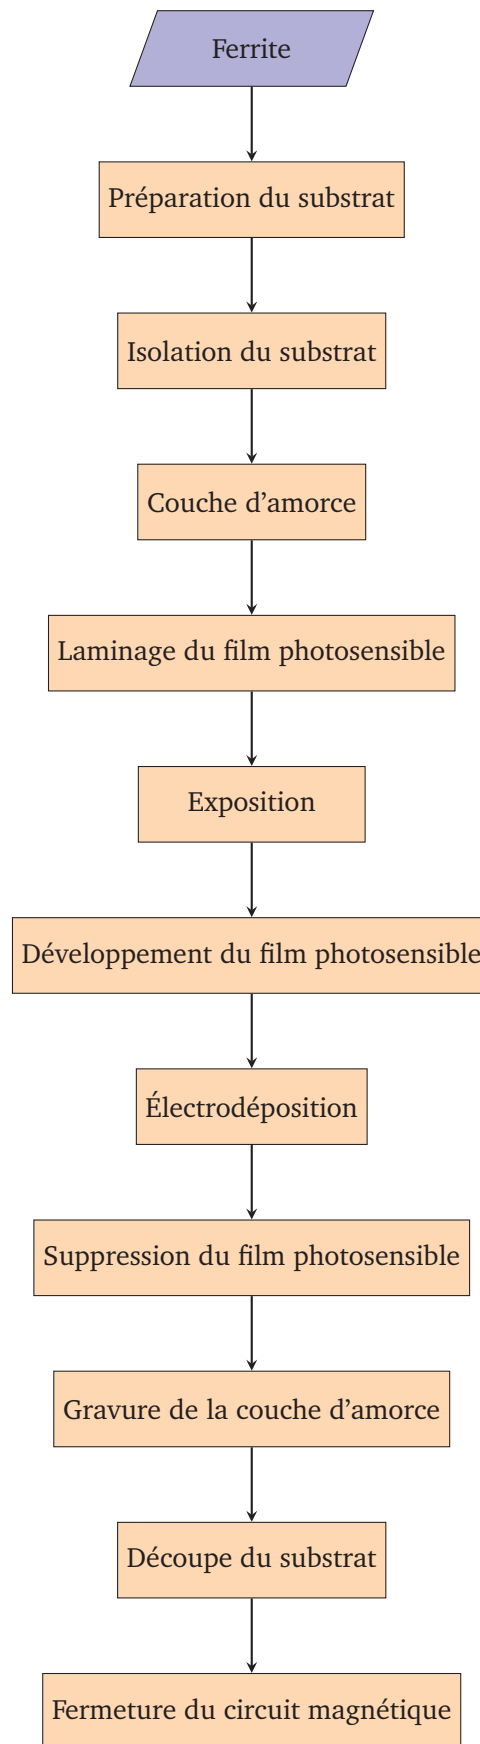 Ferrite
Préparation du substrat
Isolation du substrat
Couche d'amorce
Laminage du film photosensible
Exposition
Développement du film photosensible
Électrodéposition
Suppression du film photosensible
Gravure de la couche d'amorce
Découpe du substrat
Fermeture du circuit magnétique